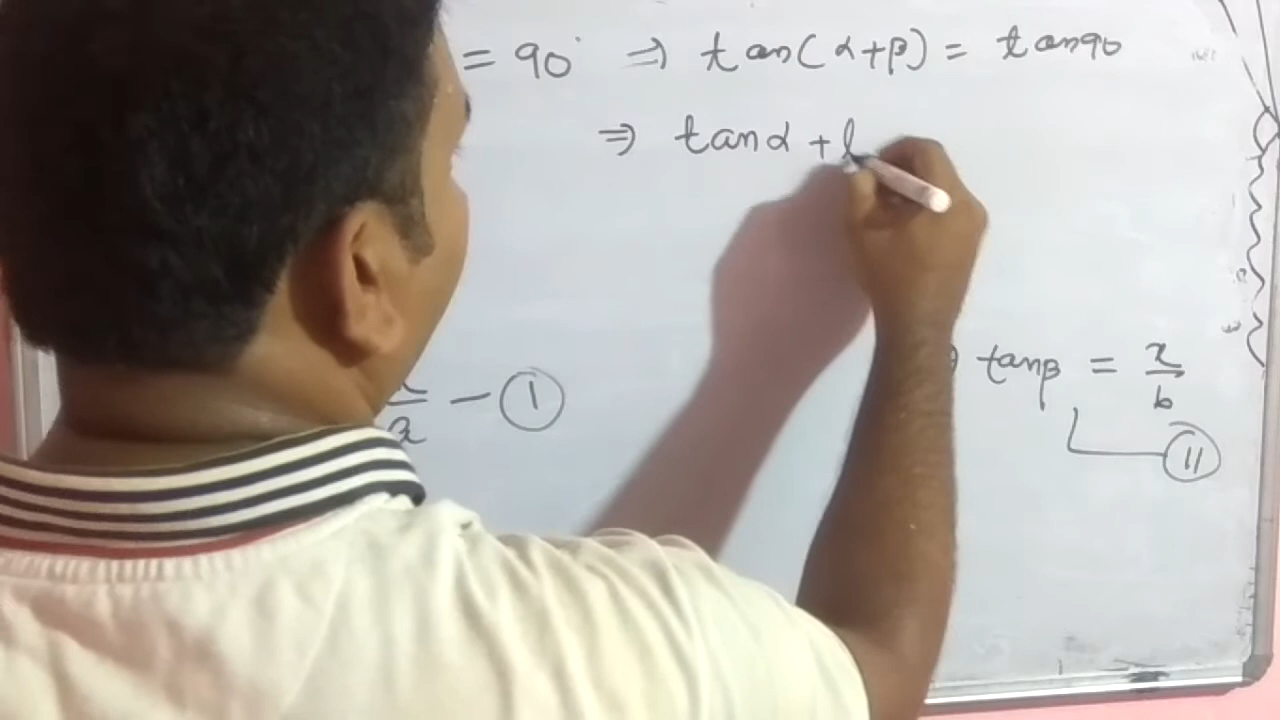 = 90° ⇒ tan(α+β) = tan90
⇒ tanα +
tanβ = x/b
/a — ①
⑪